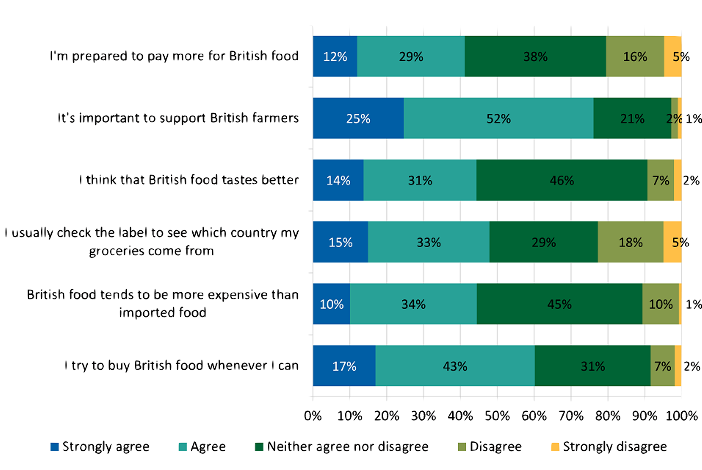 I'm prepared to pay more for British food
12% 29% 38% 16% 5%
It's important to support British farmers
25% 52% 21% 2% 1%
I think that British food tastes better
14% 31% 46% 7% 2%
I usually check the label to see which country my
groceries come from
15% 33% 29% 18% 5%
British food tends to be more expensive than
imported food
10% 34% 45% 10% 1%
I try to buy British food whenever I can
17% 43% 31% 7% 2%
0% 10% 20% 30% 40% 50% 60% 70% 80% 90% 100%
Strongly agree Agree Neither agree nor disagree Disagree Strongly disagree